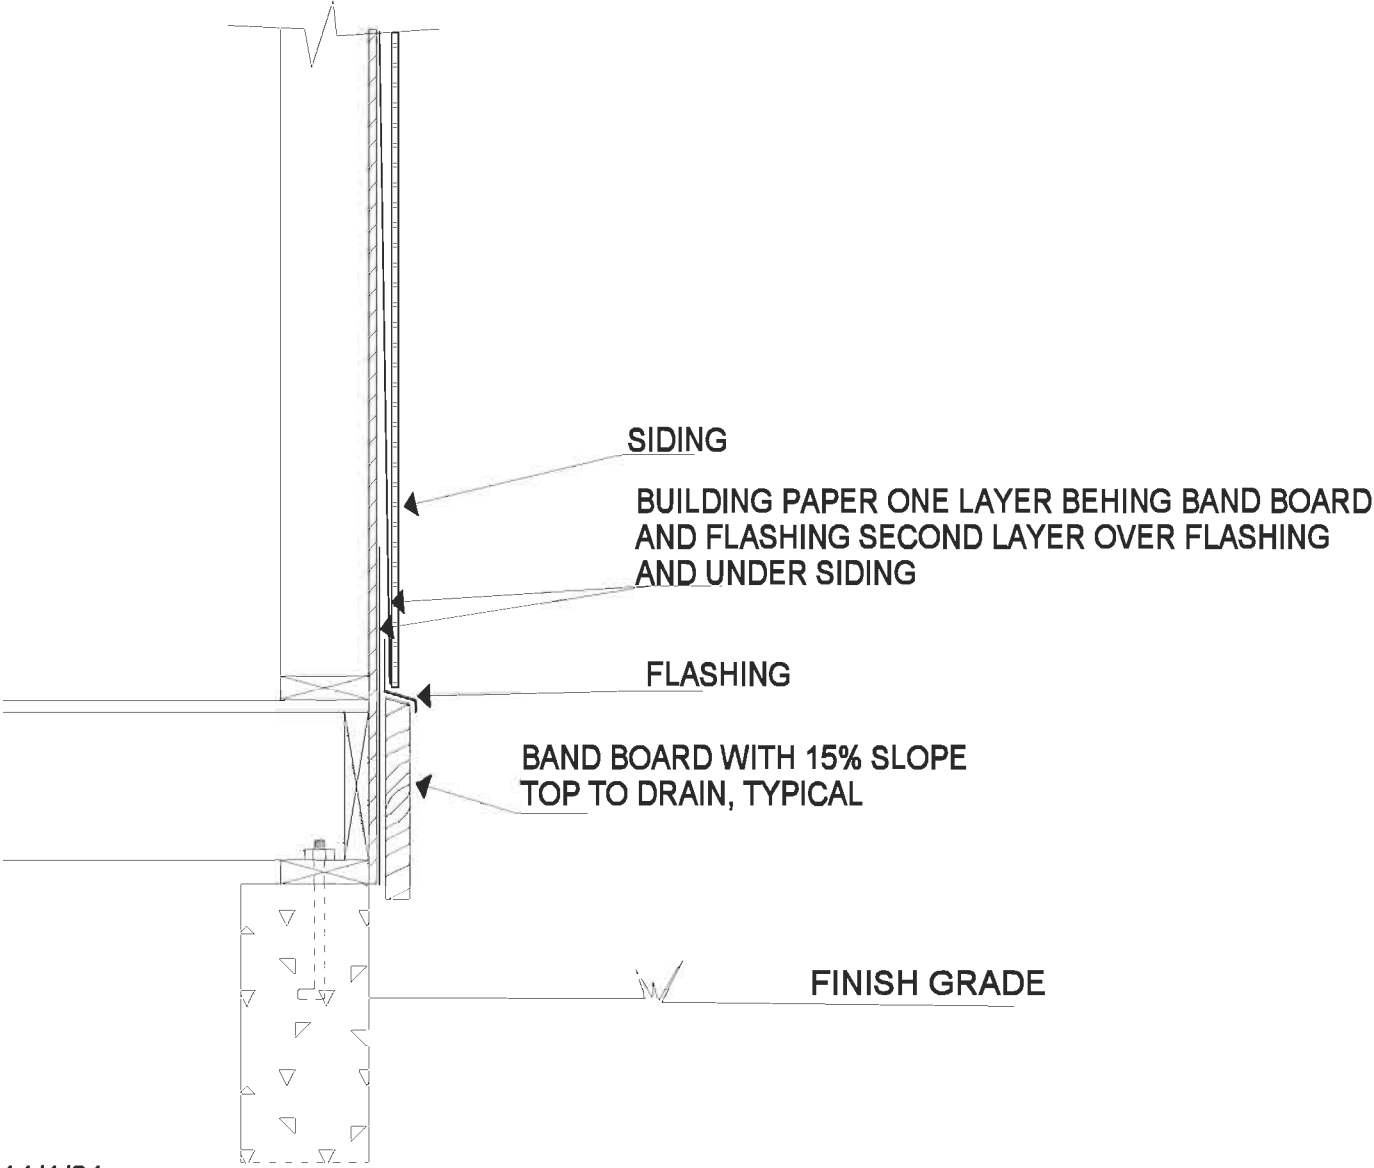 SIDING
BUILDING PAPER ONE LAYER BEHING BAND BOARD
AND FLASHING SECOND LAYER OVER FLASHING
AND UNDER SIDING
FLASHING
BAND BOARD WITH 15% SLOPE
TOP TO DRAIN, TYPICAL
FINISH GRADE